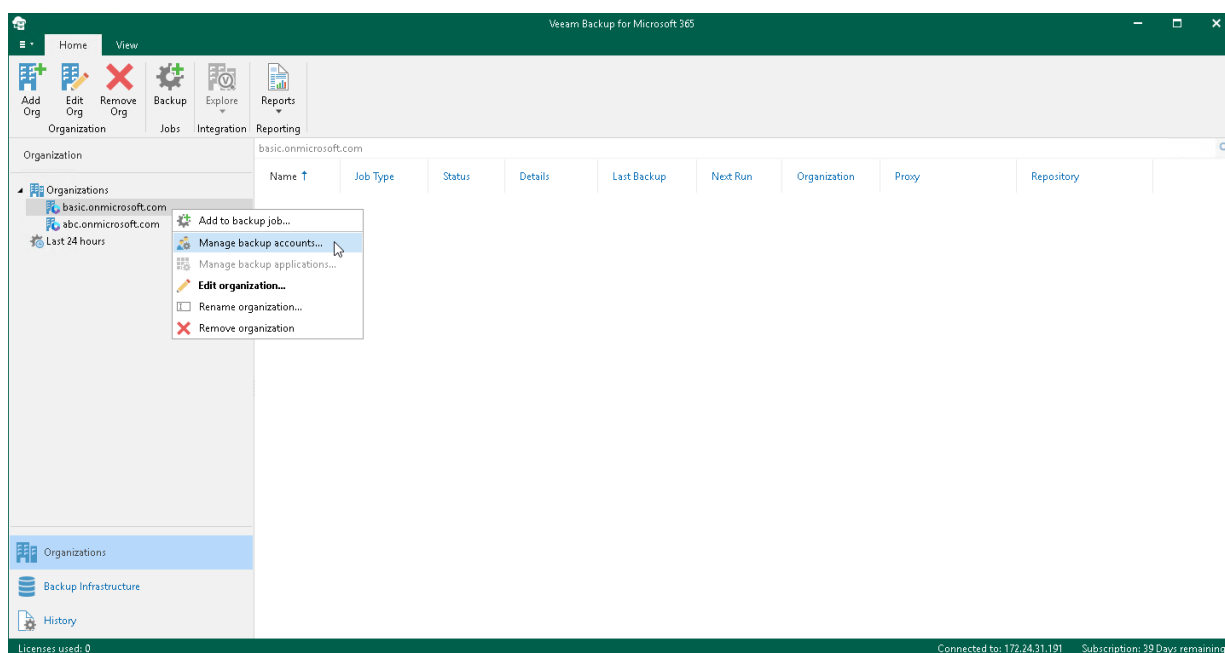 Veeam Backup for Microsoft 365
Home View
Add Org Edit Org Remove Org Backup Explore Reports
Organization Jobs Integration Reporting
Organization
basic.onmicrosoft.com
Name Job Type Status Details Last Backup Next Run Organization Proxy Repository
Organizations
basic.onmicrosoft.com
abc.onmicrosoft.com
Last 24 hours
Add to backup job...
Manage backup accounts...
Manage backup applications...
Edit organization...
Rename organization...
Remove organization
Organizations
Backup Infrastructure
History
Licenses used: 0 Connected to: 172.24.31.191 Subscription: 39 Days remaining